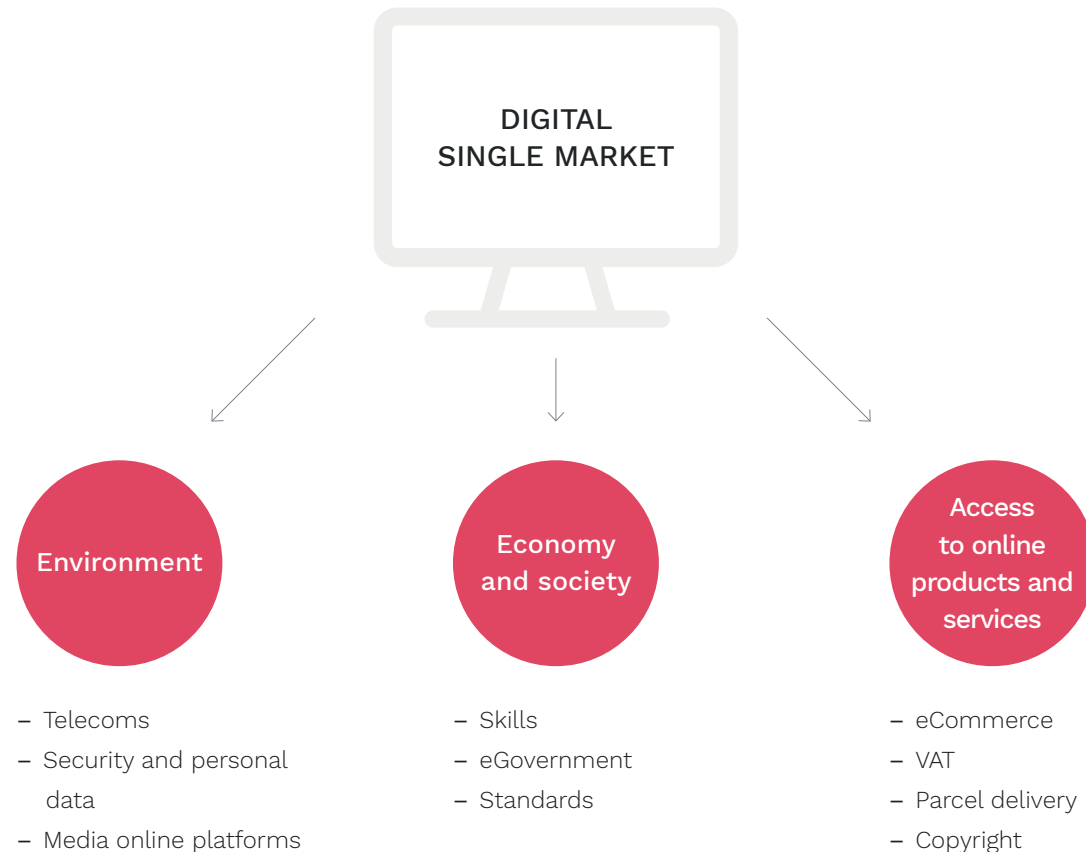 DIGITAL
SINGLE MARKET
Environment
– Telecoms
– Security and personal
data
– Media online platforms
Economy
and society
– Skills
– eGovernment
– Standards
Access
to online
products and
services
– eCommerce
– VAT
– Parcel delivery
– Copyright